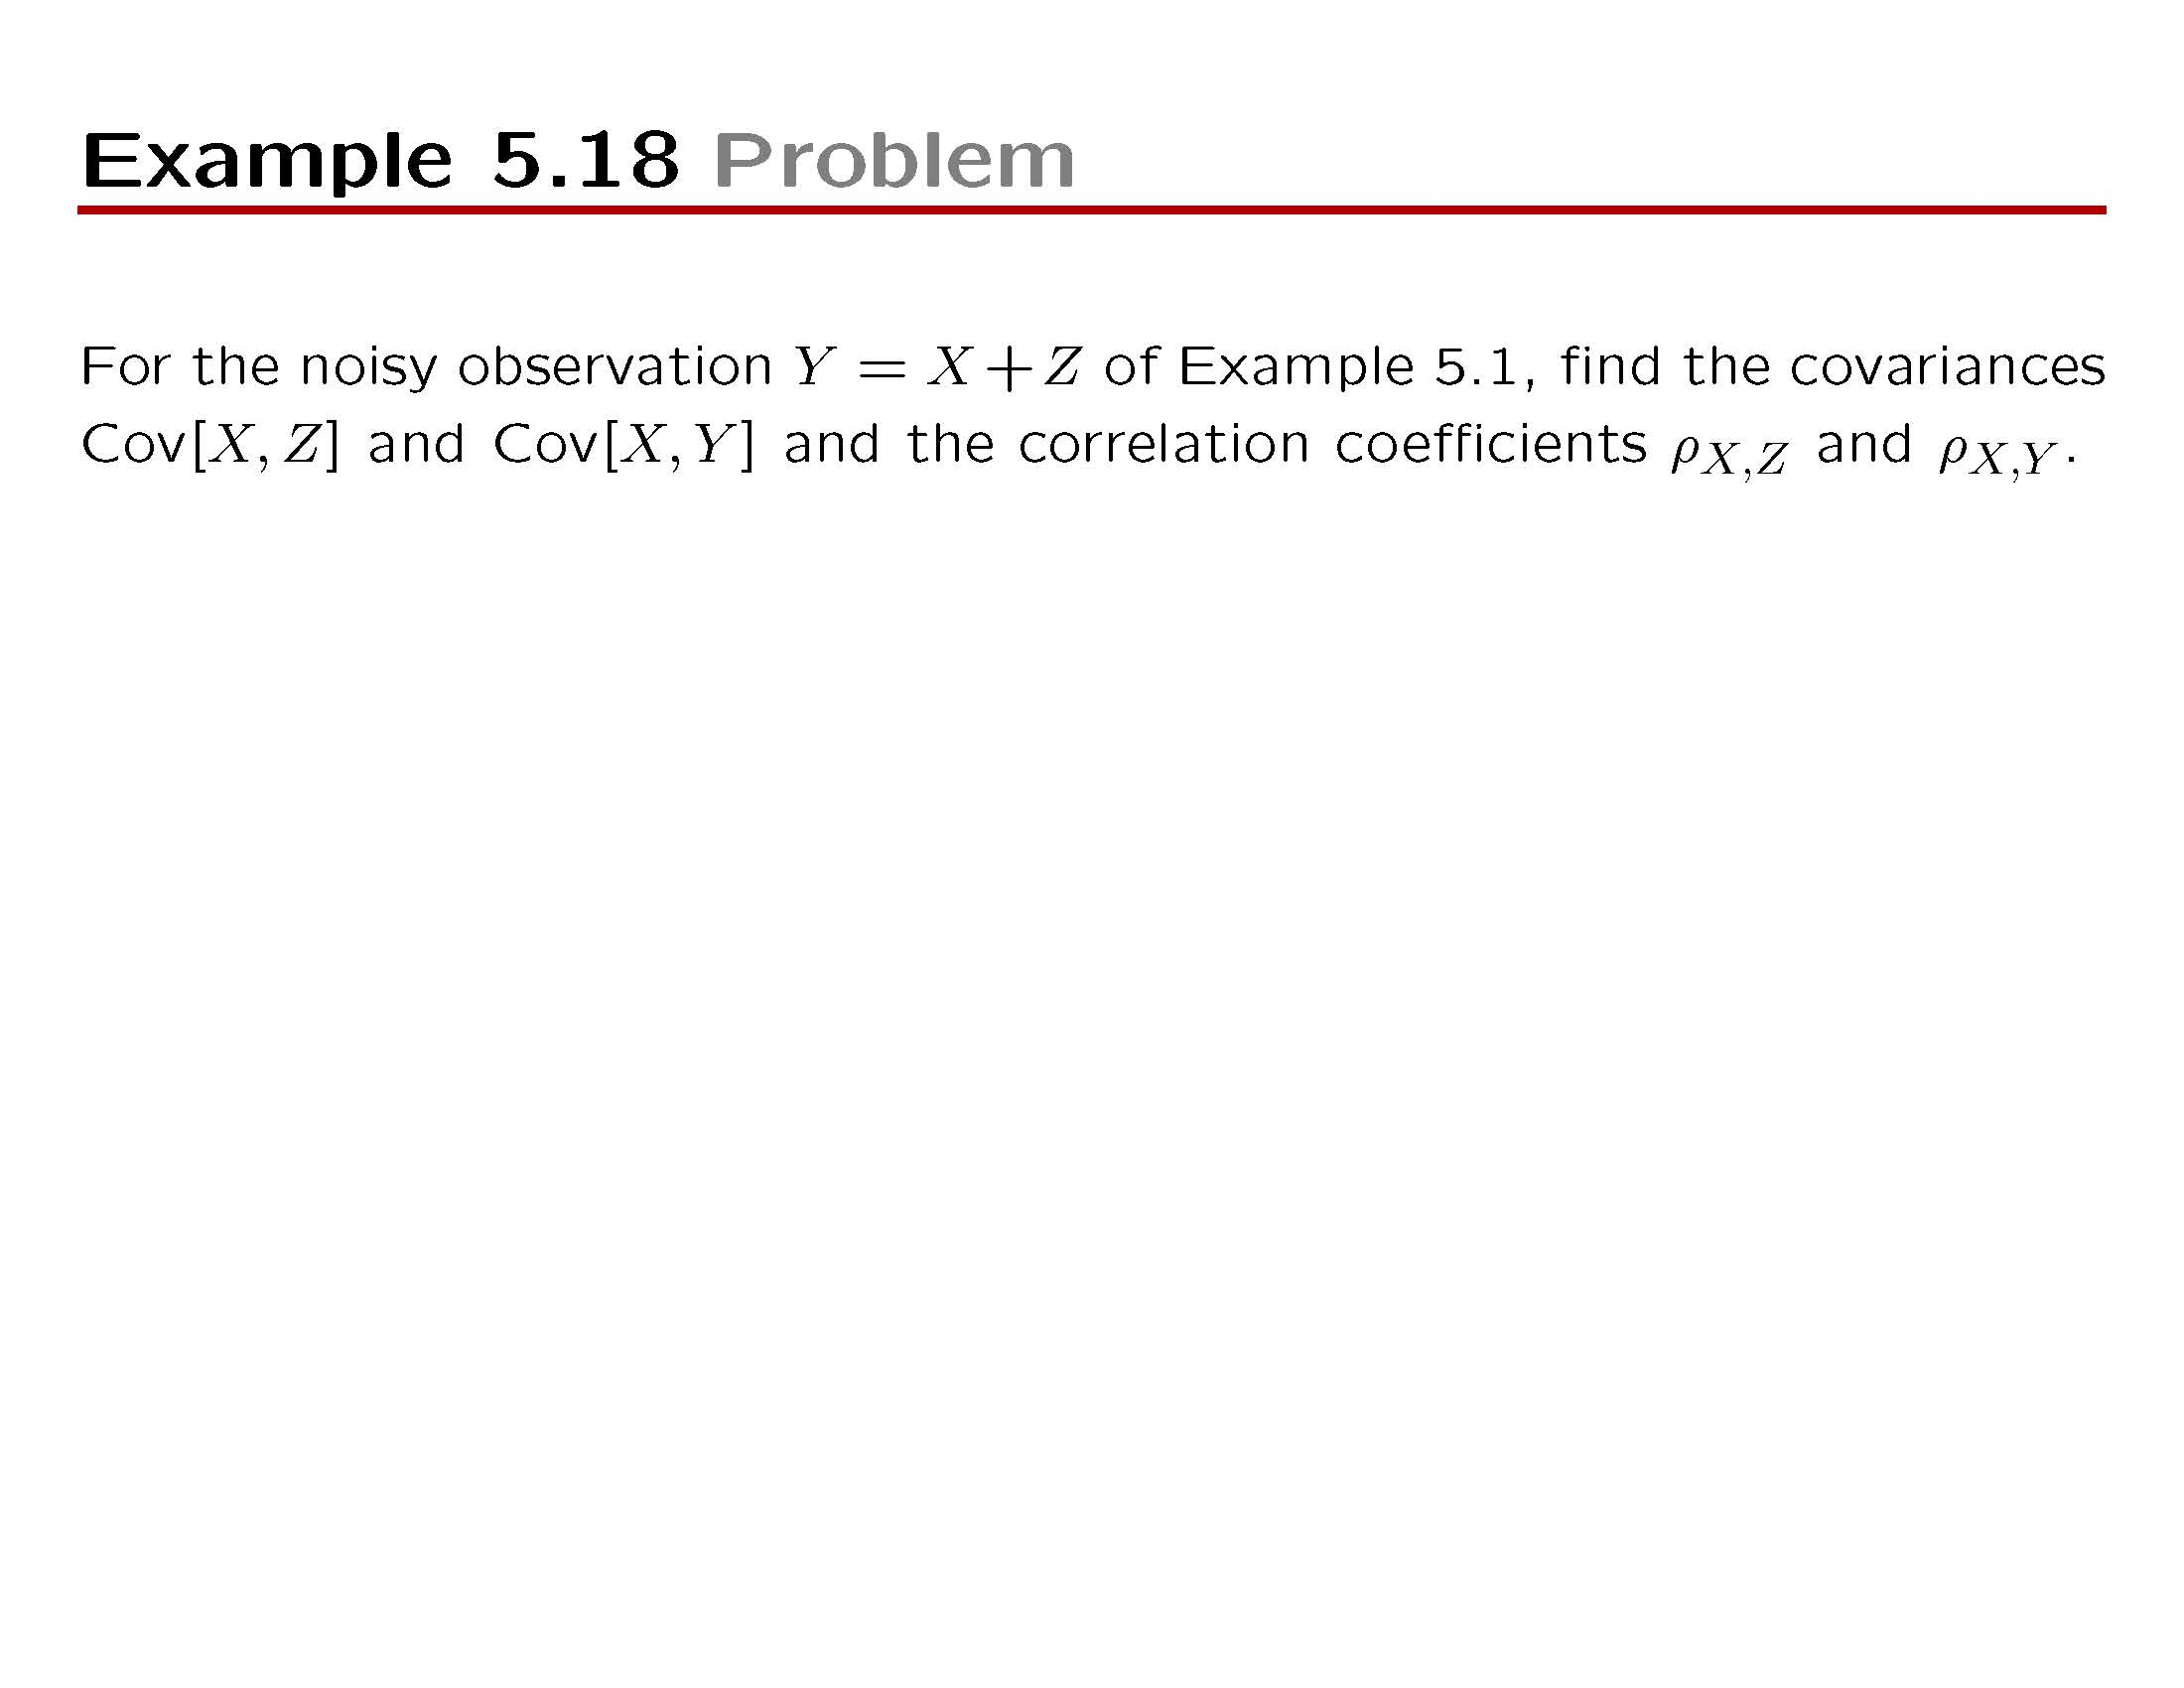 Example 5.18 Problem
For the noisy observation Y = X+Z of Example 5.1, find the covariances
Cov[X, Z] and Cov[X, Y] and the correlation coefficients ρX,Z and ρX,Y.